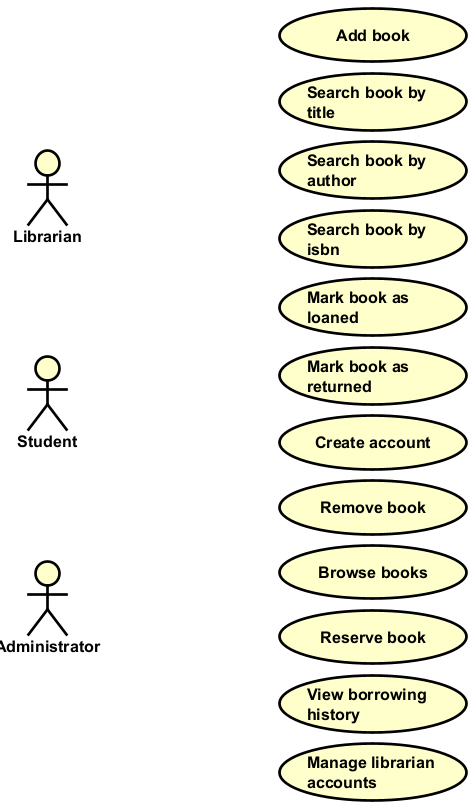 Add book
Search book by
title
Search book by
author
Librarian
Search book by
isbn
Mark book as
loaned
Mark book as
returned
Student
Create account
Remove book
Browse books
Administrator
Reserve book
View borrowing
history
Manage librarian
accounts